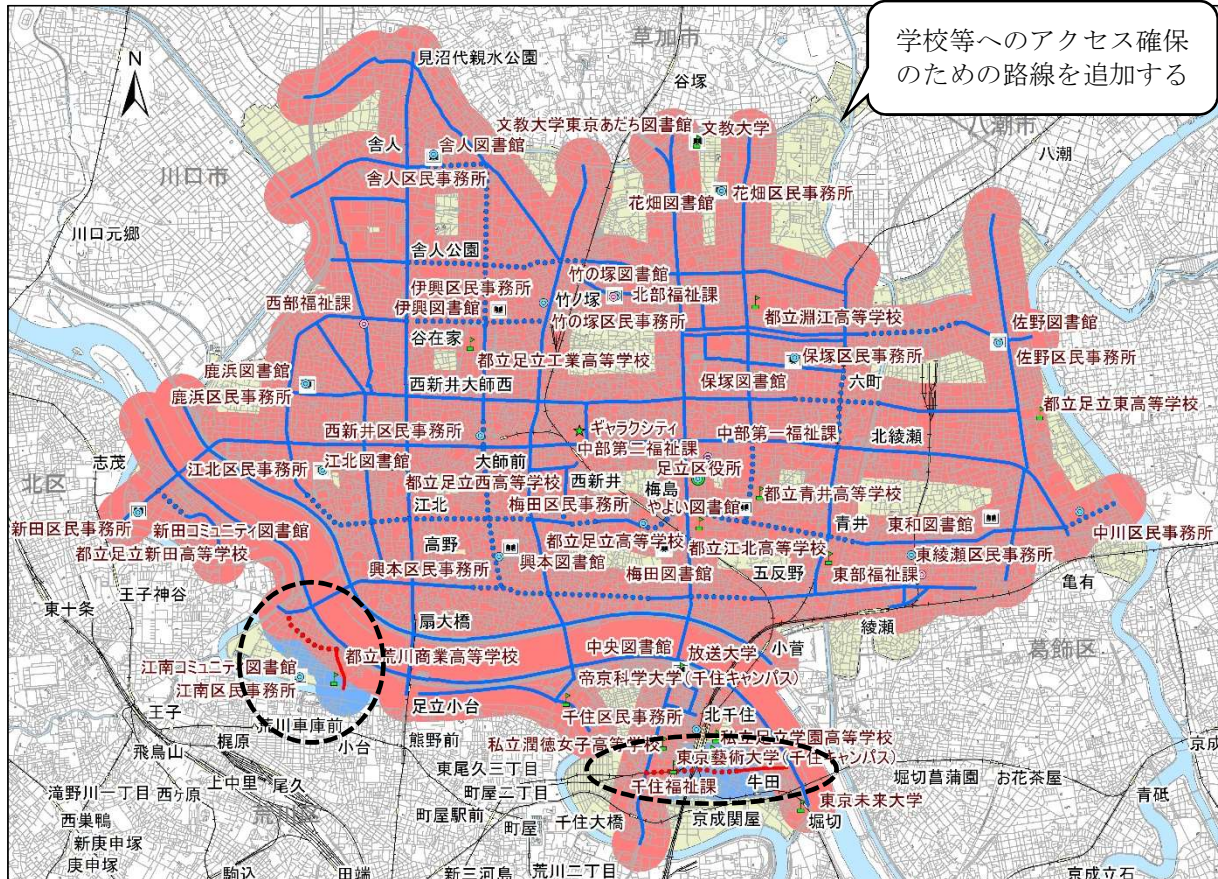 学校等へのアクセス確保
のための路線を追加する
N
草加市
見沼代親水公園
谷塚
文教大学東京あだち図書館
文教大学
八潮市
八潮
舎人
舎人図書館
川口市
舎人区民事務所
花畑図書館
花畑区民事務所
川口元郷
舎人公園
竹の塚図書館
伊興区民事務所
西部福祉課
竹ノ塚
北部福祉課
伊興図書館
都立淵江高等学校
竹の塚区民事務所
佐野図書館
谷在家
都立足立工業高等学校
保塚区民事務所
佐野区民事務所
鹿浜図書館
西新井大師西
保塚図書館
六町
鹿浜区民事務所
都立足立東高等学校
ギャラクシティ
西新井区民事務所
中部第一福祉課
北綾瀬
志茂
中部第二福祉課
江北区民事務所
江北図書館
大師前
足立区役所
北区
都立足立西高等学校
西新井
梅島
都立青井高等学校
江北
梅田区民事務所
やよい図書館
新田区民事務所
新田コミュニティ図書館
青井
東和図書館
中川区民事務所
高野
都立足立高等学校
都立江北高等学校
都立足立新田高等学校
興本区民事務所
興本図書館
東綾瀬区民事務所
梅田図書館
五反野
東部福祉課
亀有
王子神谷
東十条
扇大橋
綾瀬
中央図書館
放送大学
小菅
葛飾区
都立荒川商業高等学校
江南コミュニティ図書館
帝京科学大学(千住キャンパス)
江南区民事務所
足立小台
王子
千住区民事務所
北千住
荒川車庫前
飛鳥山
梶原
小台
熊野前
私立潤徳女子高等学校
私立足立学園高等学校
東京藝術大学(千住キャンパス)
上中里
尾久
東尾久三丁目
堀切菖蒲園
お花茶屋
京成
滝野川一丁目
西ヶ原
町屋二丁目
千住福祉課
牛田
東京未来大学
青砥
西巣鴨
荒川区
町屋駅前
町屋
千住大橋
京成関屋
堀切
新庚申塚
庚申塚
駒込
田端
新三河島
荒川二丁目
京成立石